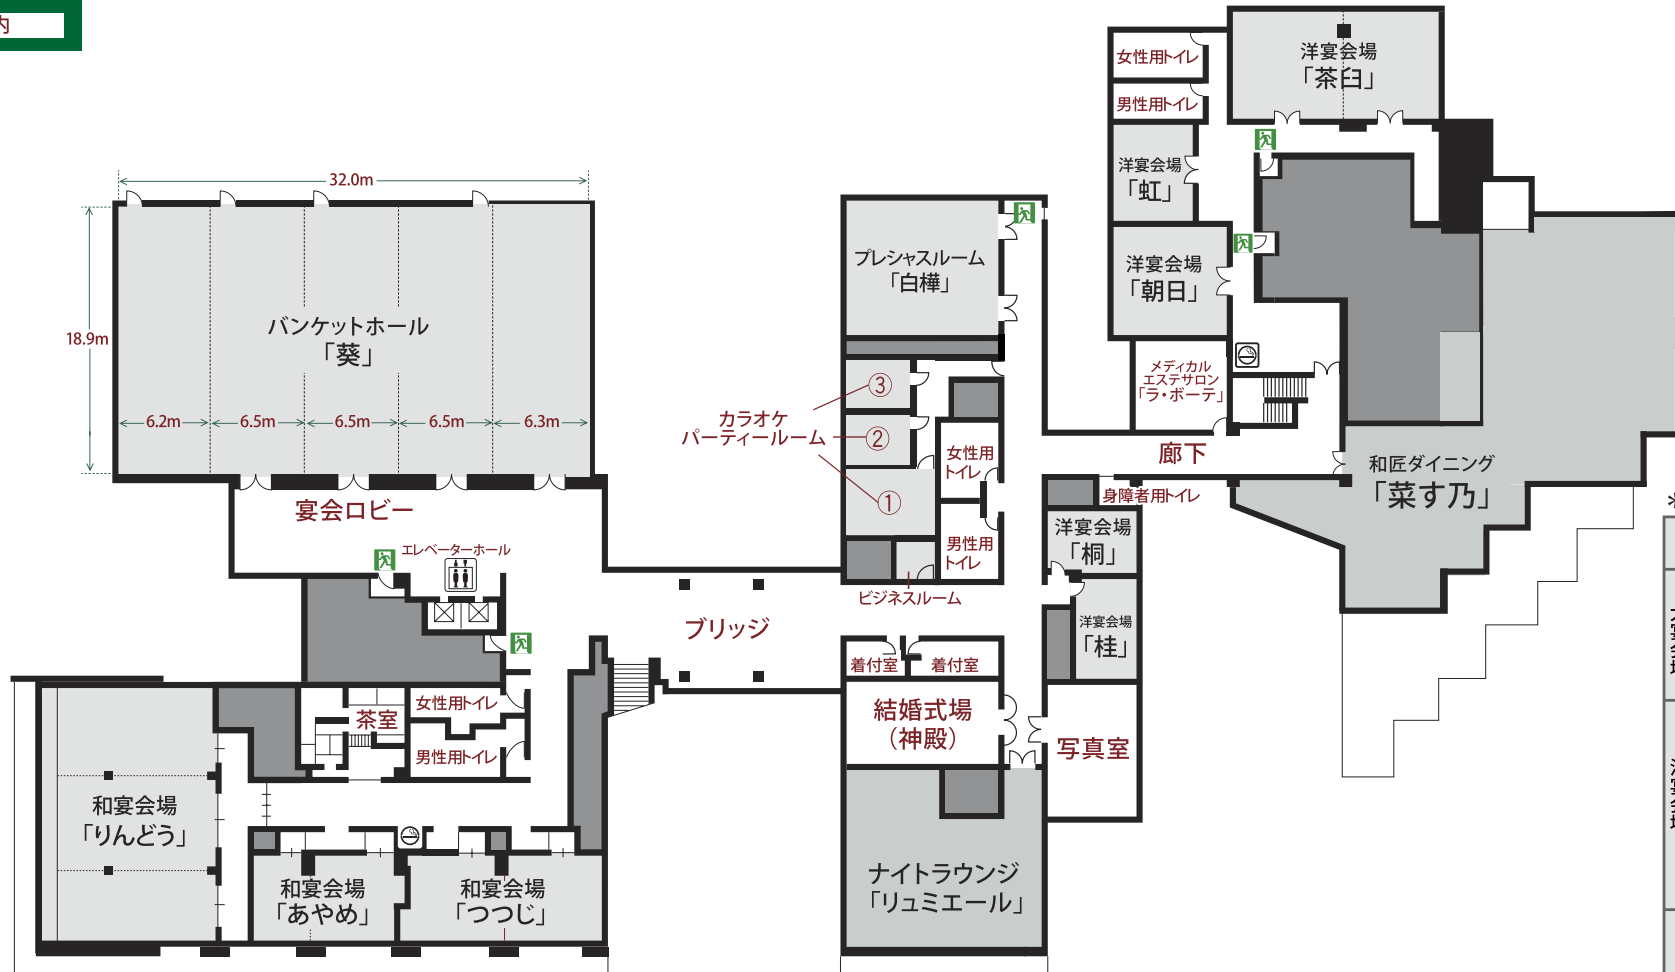 内
32.0m
18.9m
バンケットホール
「葵」
6.2m
6.5m
6.5m
6.5m
6.3m
宴会ロビー
エレベーターホール
女性用トイレ
茶室
男性用トイレ
和宴会場
「りんどう」
和宴会場
「あやめ」
和宴会場
「つつじ」
ブリッジ
プレシャスルーム
「白樺」
カラオケ
パーティールーム
③
②
①
女性用
トイレ
男性用
トイレ
ビジネスルーム
着付室
着付室
結婚式場
（神殿）
ナイトラウンジ
「リュミエール」
写真室
洋宴会場
「桐」
洋宴会場
「桂」
身障者用トイレ
廊下
女性用トイレ
男性用トイレ
洋宴会場
「茶臼」
洋宴会場
「虹」
洋宴会場
「朝日」
メディカル
エステサロン
「ラ・ボーテ」
和匠ダイニング
「菜す乃」